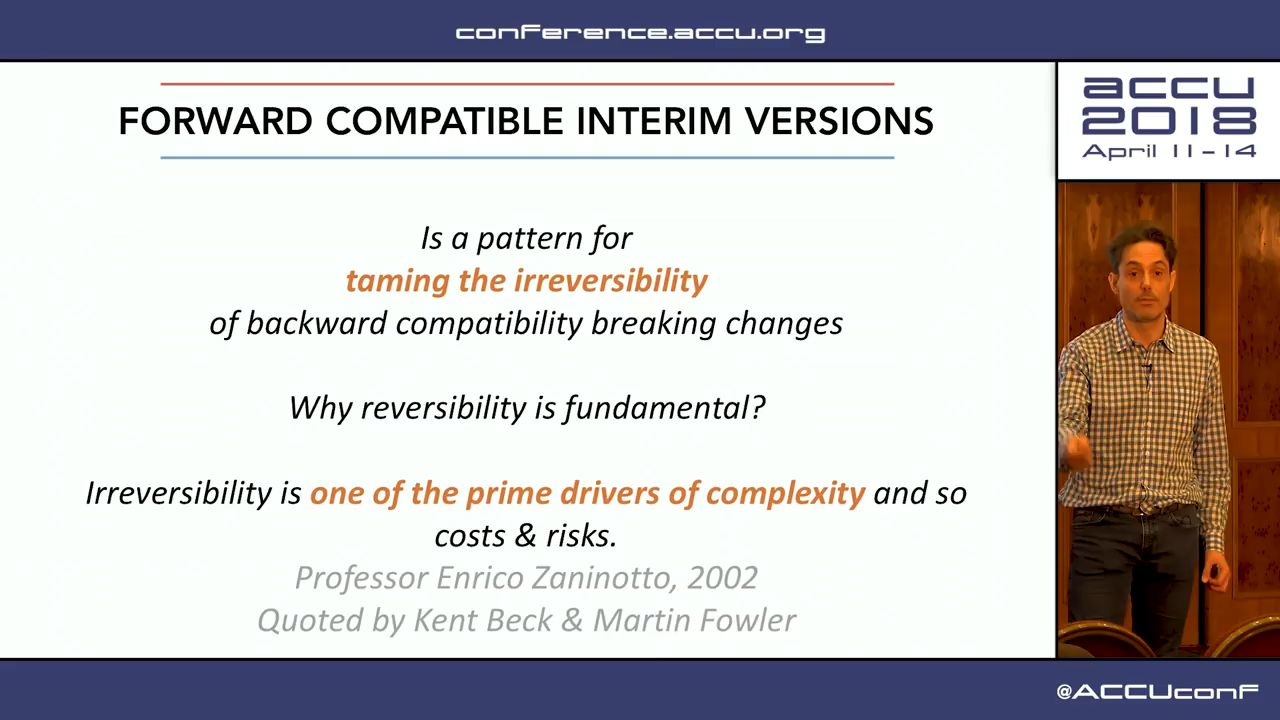 conference.accu.org
FORWARD COMPATIBLE INTERIM VERSIONS
Is a pattern for
taming the irreversibility
of backward compatibility breaking changes
Why reversibility is fundamental?
Irreversibility is one of the prime drivers of complexity and so
costs & risks.
Professor Enrico Zaninotto, 2002
Quoted by Kent Beck & Martin Fowler
accu
2018
April 11-14
@ACCUconf